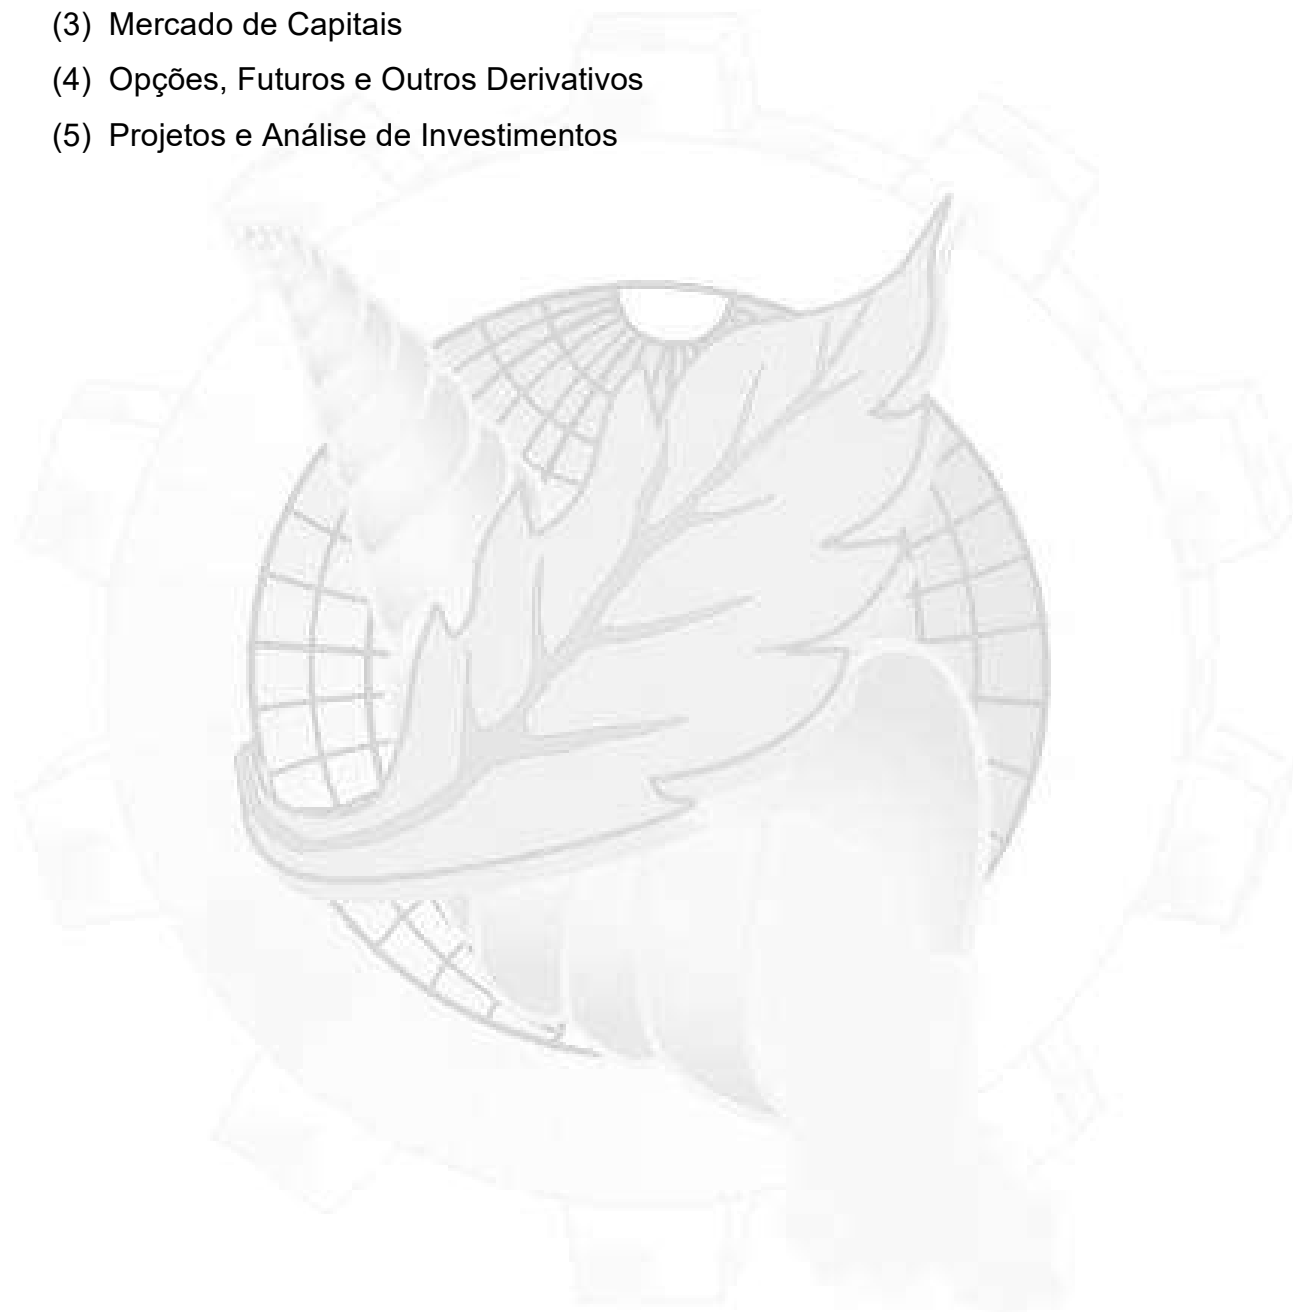 (3) Mercado de Capitais
(4) Opções, Futuros e Outros Derivativos
(5) Projetos e Análise de Investimentos